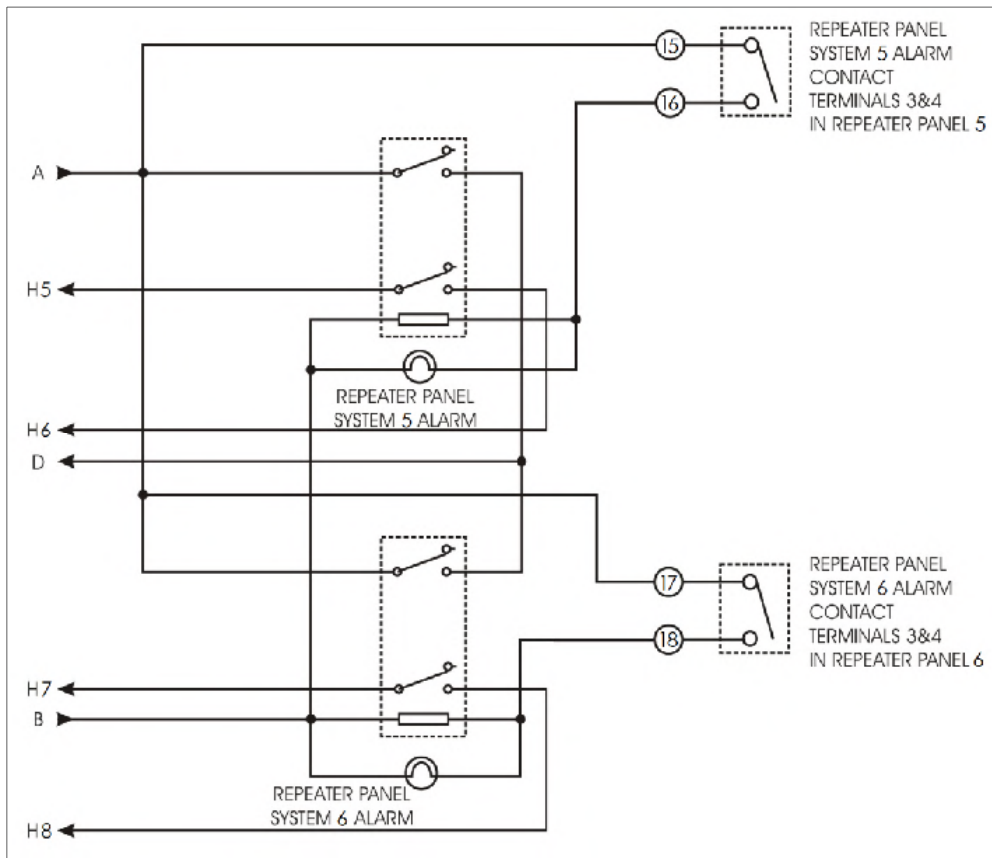 15
REPEATER PANEL
SYSTEM 5 ALARM
CONTACT
TERMINALS 3&4
IN REPEATER PANEL 5
16
A
H5
REPEATER PANEL
SYSTEM 5 ALARM
H6
D
17
REPEATER PANEL
SYSTEM 6 ALARM
CONTACT
TERMINALS 3&4
IN REPEATER PANEL 6
18
H7
B
REPEATER PANEL
SYSTEM 6 ALARM
H8